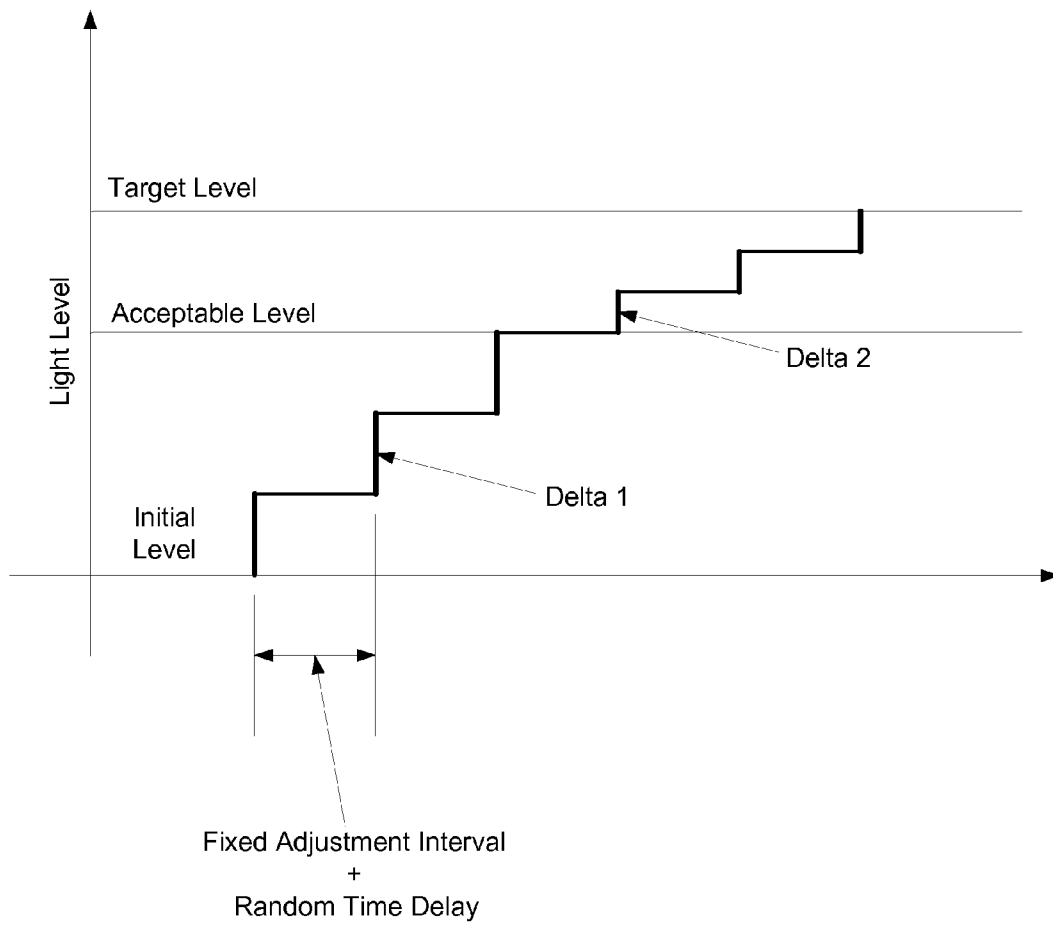 Target Level
Light Level
Acceptable Level
Delta 2
Delta 1
Initial
Level
Fixed Adjustment Interval
+
Random Time Delay